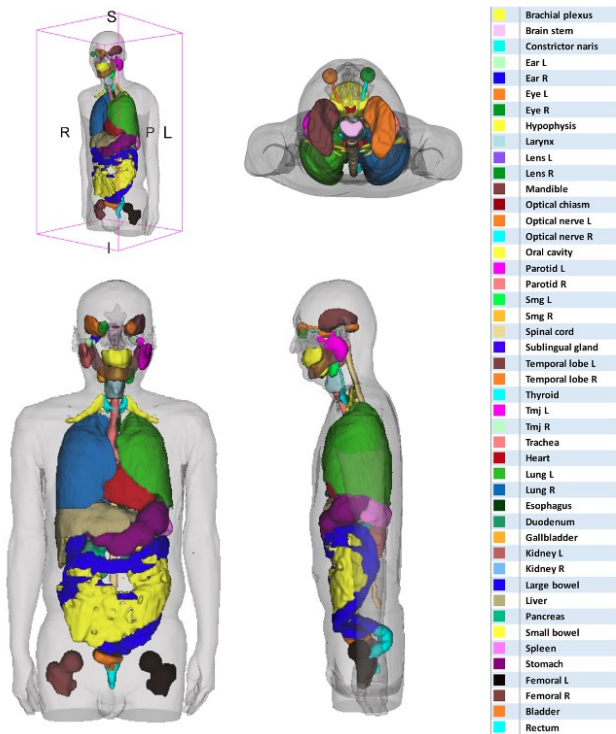 S
R
P
L
I
Brachial plexus
Brain stem
Constrictor naris
Ear L
Ear R
Eye L
Eye R
Hypophysis
Larynx
Lens L
Lens R
Mandible
Optical chiasm
Optical nerve L
Optical nerve R
Oral cavity
Parotid L
Parotid R
Smg L
Smg R
Spinal cord
Sublingual gland
Temporal lobe L
Temporal lobe R
Thyroid
Tmj L
Tmj R
Trachea
Heart
Lung L
Lung R
Esophagus
Duodenum
Gallbladder
Kidney L
Kidney R
Large bowel
Liver
Pancreas
Small bowel
Spleen
Stomach
Femoral L
Femoral R
Bladder
Rectum